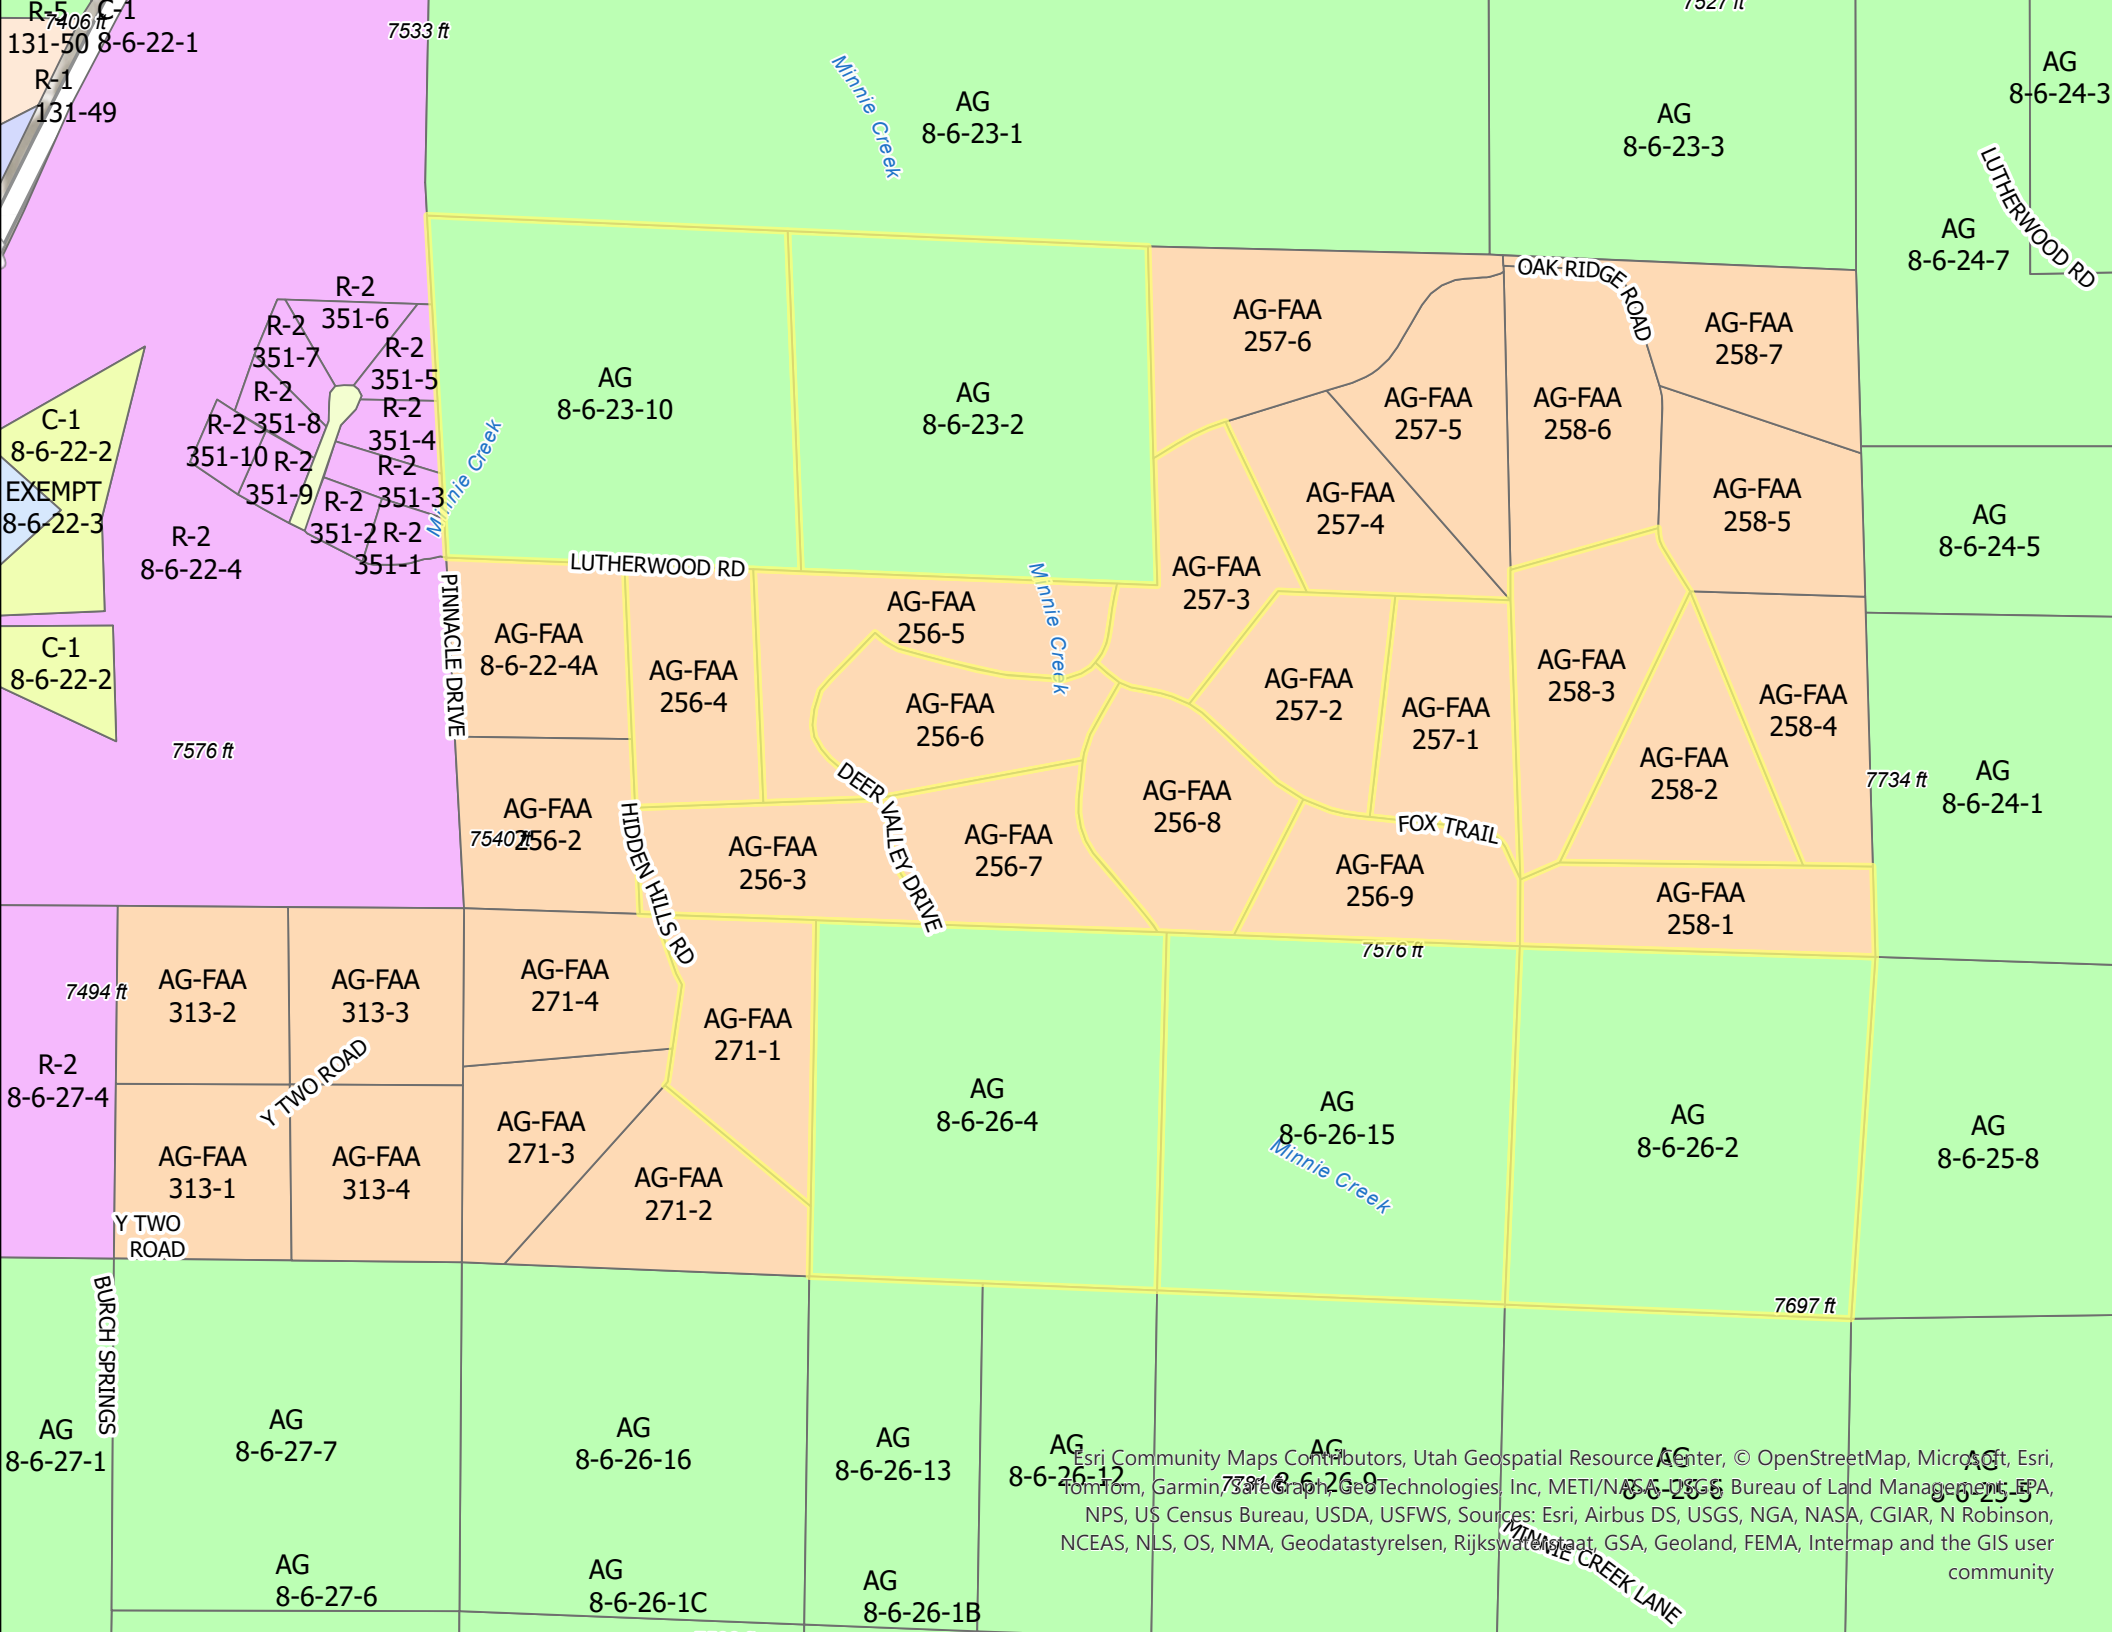 R-5
7406 ft
C-1
131-50
8-6-22-1
R-1
131-49
7533 ft
7527 ft
Minnie Creek
AG
8-6-23-1
AG
8-6-23-3
AG
8-6-24-3
LUTHERWOOD RD
AG
8-6-24-7
OAK RIDGE ROAD
R-2
351-6
R-2
351-7
R-2
351-5
R-2
351-8
R-2
351-4
R-2
351-10
R-2
351-9
R-2
351-3
R-2
351-2
R-2
351-1
Minnie Creek
AG
8-6-23-10
AG
8-6-23-2
AG-FAA
257-6
AG-FAA
258-7
AG-FAA
257-5
AG-FAA
258-6
AG-FAA
257-4
AG-FAA
258-5
AG
8-6-24-5
C-1
8-6-22-2
EXEMPT
8-6-22-3
R-2
8-6-22-4
C-1
8-6-22-2
7576 ft
PINNACLE DRIVE
LUTHERWOOD RD
Minnie Creek
AG-FAA
257-3
AG-FAA
256-5
AG-FAA
8-6-22-4A
AG-FAA
256-4
AG-FAA
256-6
AG-FAA
257-2
AG-FAA
257-1
AG-FAA
258-3
AG-FAA
258-4
AG-FAA
258-2
7734 ft
AG
8-6-24-1
AG-FAA
256-2
7540 ft
HIDDEN HILLS RD
AG-FAA
256-3
DEER VALLEY DRIVE
AG-FAA
256-7
AG-FAA
256-8
FOX TRAIL
AG-FAA
256-9
AG-FAA
258-1
7576 ft
7494 ft
AG-FAA
313-2
AG-FAA
313-3
AG-FAA
271-4
AG-FAA
271-1
R-2
8-6-27-4
Y TWO ROAD
AG-FAA
313-1
AG-FAA
313-4
AG-FAA
271-3
AG-FAA
271-2
AG
8-6-26-4
AG
8-6-26-15
Minnie Creek
AG
8-6-26-2
AG
8-6-25-8
Y TWO
ROAD
7697 ft
BURCH SPRINGS
AG
8-6-27-1
AG
8-6-27-7
AG
8-6-26-16
AG
8-6-26-13
AG
8-6-26-12
AG
8-6-26-9
7781 ft
AG
8-6-26-6
AG
8-6-25-5
Esri Community Maps Contributors, Utah Geospatial Resource Center, © OpenStreetMap, Microsoft, Esri,
TomTom, Garmin, SafeGraph, GeoTechnologies, Inc, METI/NASA, USGS, Bureau of Land Management, EPA,
NPS, US Census Bureau, USDA, USFWS, Sources: Esri, Airbus DS, USGS, NGA, NASA, CGIAR, N Robinson,
NCEAS, NLS, OS, NMA, Geodatastyrelsen, Rijkswaterstaat, GSA, Geoland, FEMA, Intermap and the GIS user
community
MINNIE CREEK LANE
AG
8-6-27-6
AG
8-6-26-1C
AG
8-6-26-1B